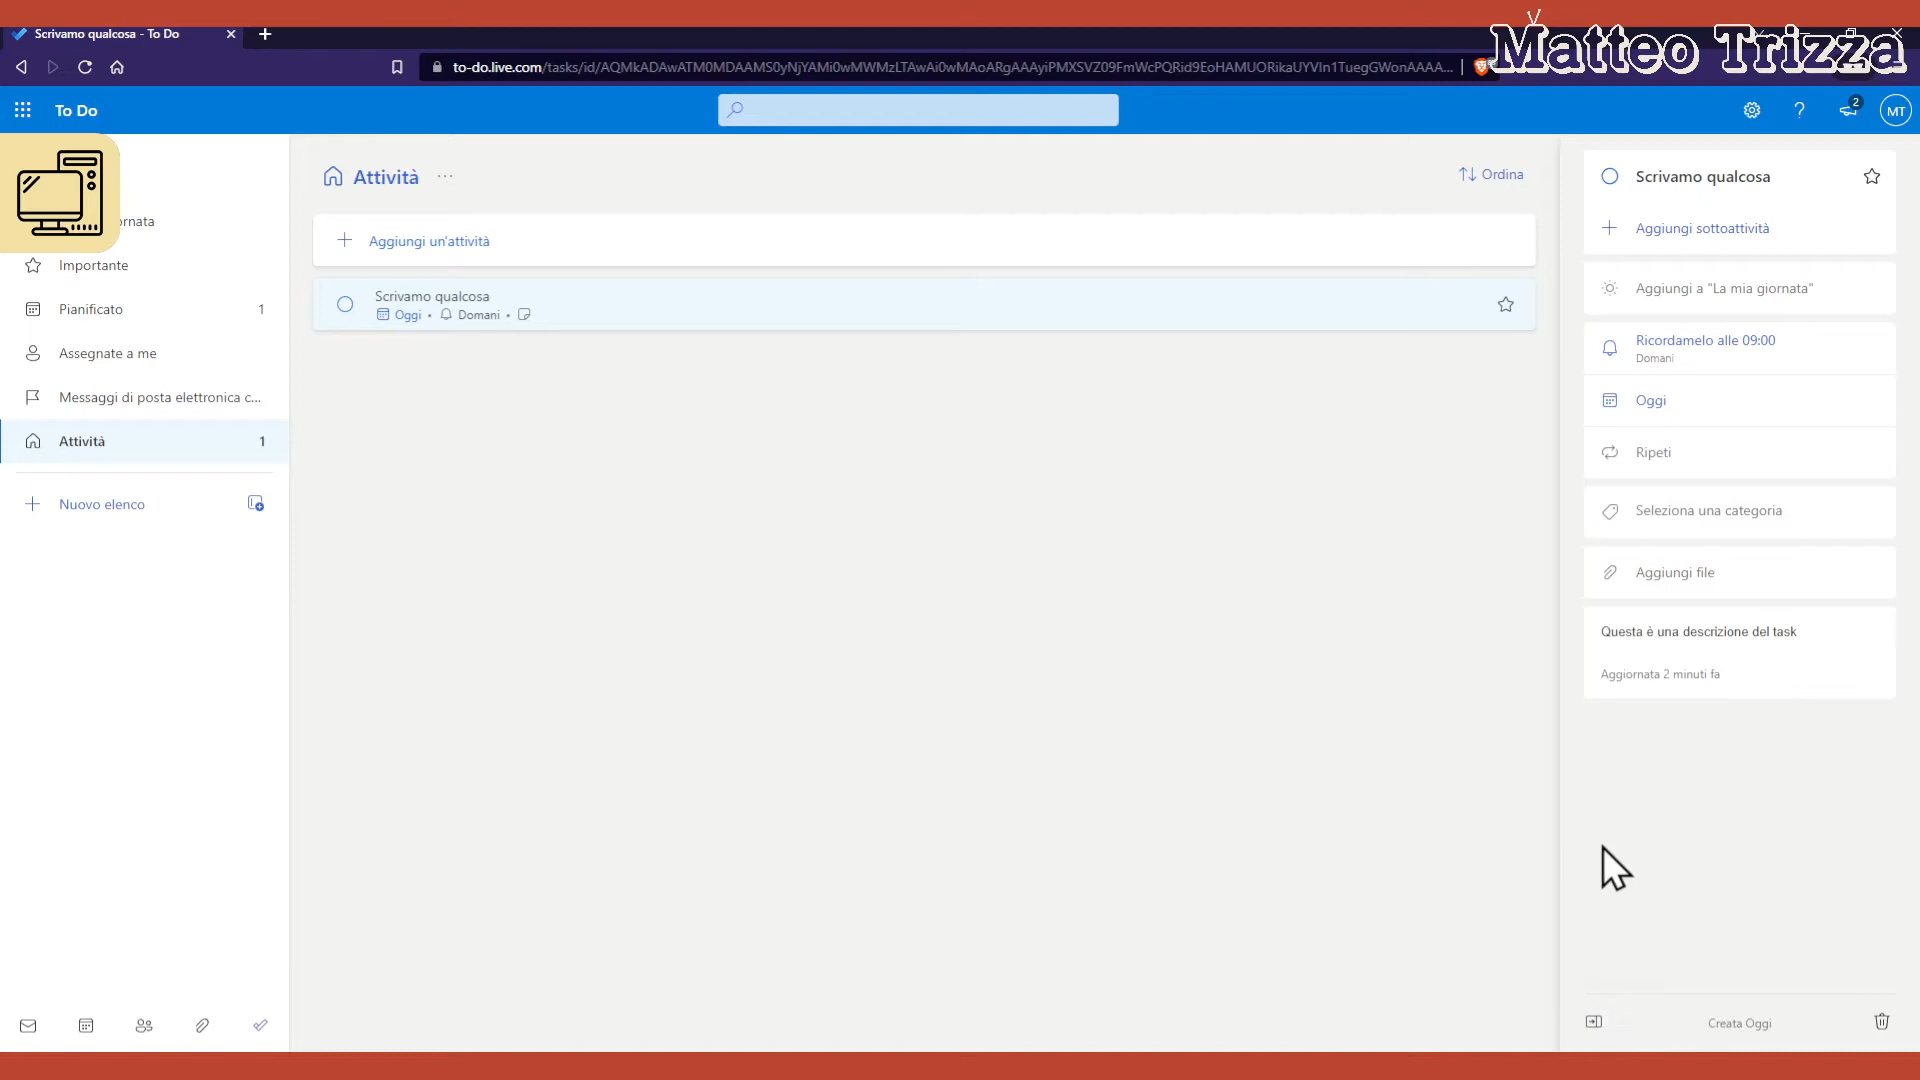 Scrivamo qualcosa - To Do
Matteo Trizza
to-do.live.com/tasks/id/AQMkADAwATM0MDAAMS0yNjYAMi0wMWMzLTAwAi0wMAoARgAAAyiPMXSVZ09FmWcPQRid9EoHAMUORikaUYVIn1TuegGWonAAAA...
To Do
2
MT
ornata
Importante
Pianificato 1
Assegnate a me
Messaggi di posta elettronica c...
Attività 1
Nuovo elenco
Attività ...
Ordina
Aggiungi un'attività
Scrivamo qualcosa
Oggi • Domani •
Scrivamo qualcosa
Aggiungi sottoattività
Aggiungi a "La mia giornata"
Ricordamelo alle 09:00
Domani
Oggi
Ripeti
Seleziona una categoria
Aggiungi file
Questa è una descrizione del task
Aggiornata 2 minuti fa
Creata Oggi